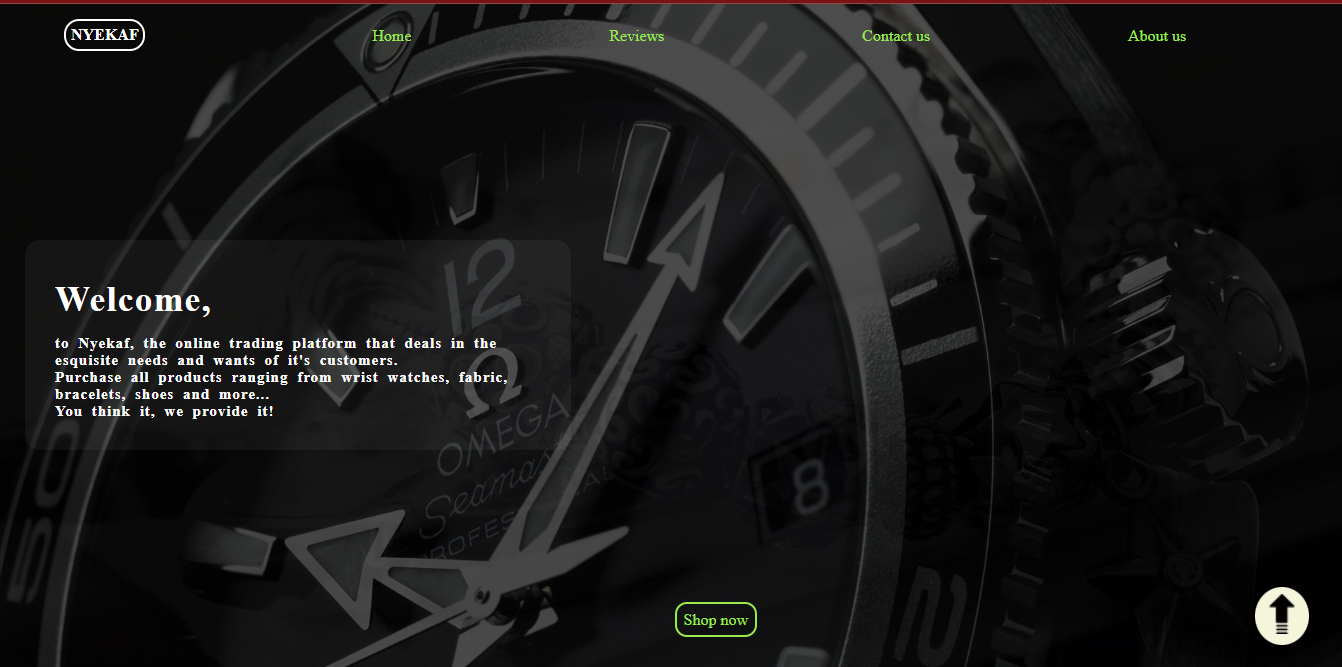 NYEKAF
Home
Reviews
Contact us
About us
Welcome,
to Nyekaf, the online trading platform that deals in the
esquisite needs and wants of it's customers.
Purchase all products ranging from wrist watches, fabric,
bracelets, shoes and more...
You think it, we provide it!
12
Ω
OMEGA
8
50
Shop now